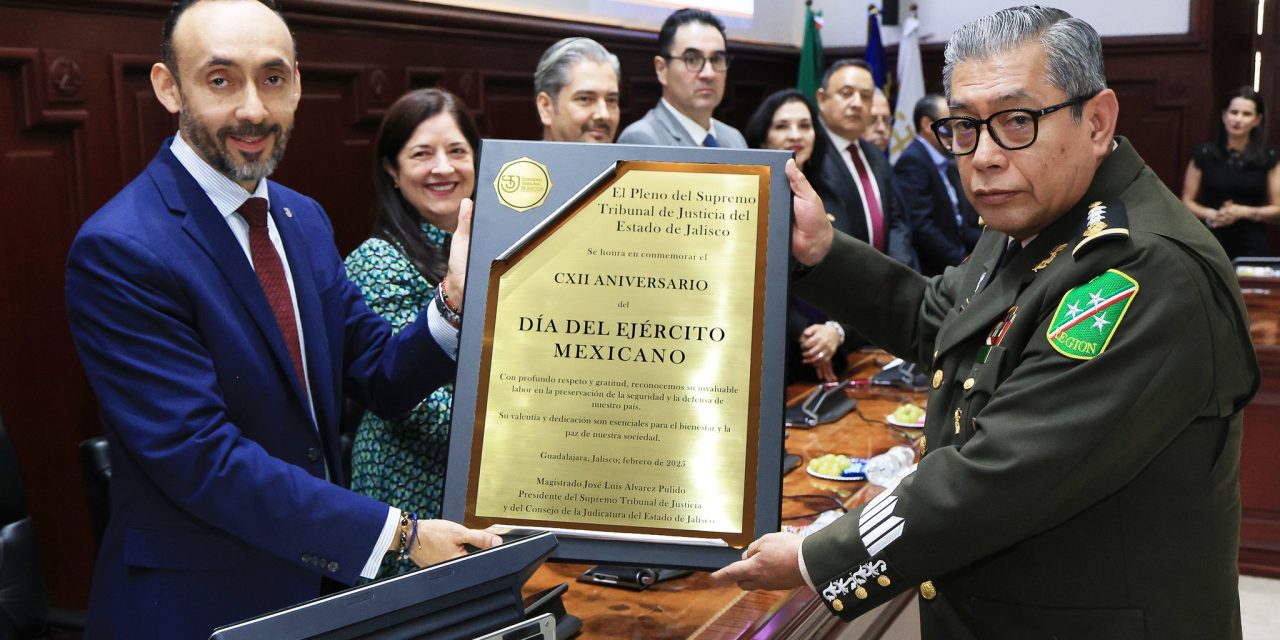 El Pleno del Supremo
Tribunal de Justicia del
Estado de Jalisco
Se honra en conmemorar el
CXII ANIVERSARIO
del
DÍA DEL EJÉRCITO
MEXICANO
Con profundo respeto y gratitud, reconocemos su invaluable
labor en la preservación de la seguridad y la defensa de
nuestro país.
Su valentía y dedicación son esenciales para el bienestar y la
paz de nuestra sociedad.
Guadalajara, Jalisco; febrero de 2025
Magistrado José Luis Álvarez Pulido
Presidente del Supremo Tribunal de Justicia
y del Consejo de la Judicatura del Estado de Jalisco
LEGION